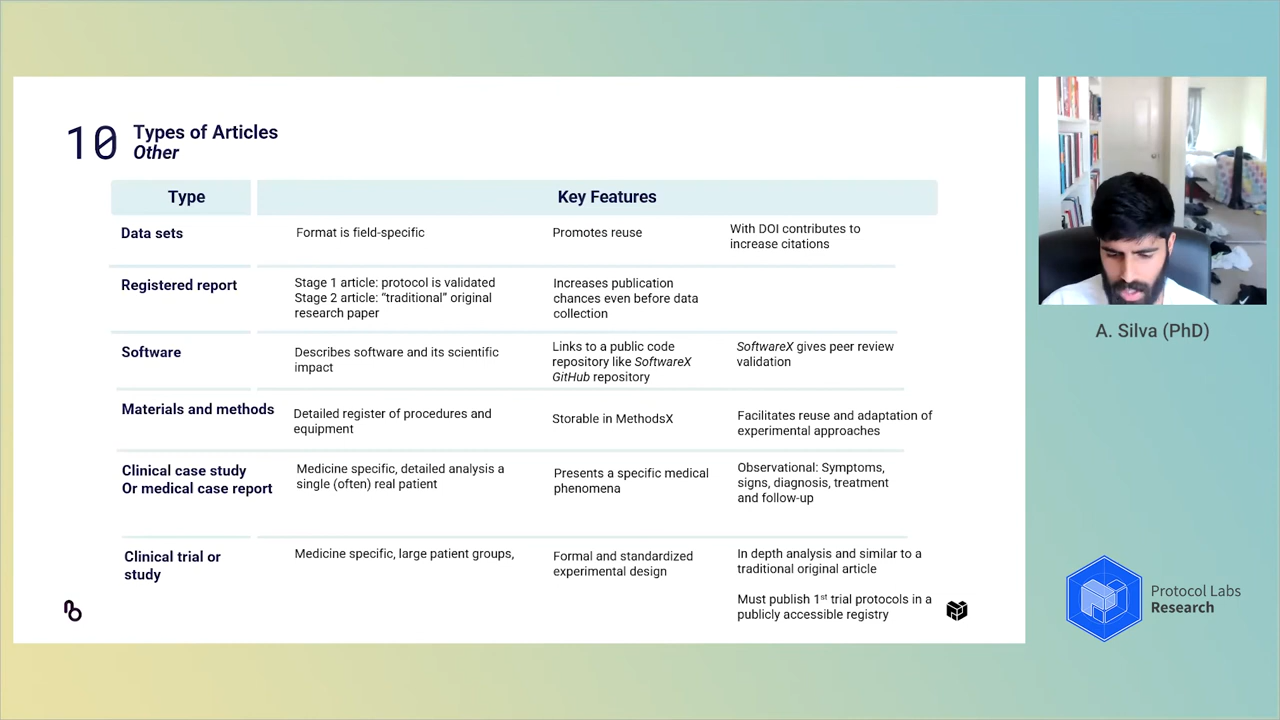 10
Types of Articles
Other
Type
Key Features
Data sets
Format is field-specific
Promotes reuse
With DOI contributes to
increase citations
Registered report
Stage 1 article: protocol is validated
Stage 2 article: “traditional” original
research paper
Increases publication
chances even before data
collection
Software
Describes software and its scientific
impact
Links to a public code
repository like SoftwareX
GitHub repository
SoftwareX gives peer review
validation
Materials and methods
Detailed register of procedures and
equipment
Storable in MethodsX
Facilitates reuse and adaptation of
experimental approaches
Clinical case study
Or medical case report
Medicine specific, detailed analysis a
single (often) real patient
Presents a specific medical
phenomena
Observational: Symptoms,
signs, diagnosis, treatment
and follow-up
Clinical trial or
study
Medicine specific, large patient groups,
Formal and standardized
experimental design
In depth analysis and similar to a
traditional original article
Must publish 1st trial protocols in a
publicly accessible registry
A. Silva (PhD)
Protocol Labs
Research